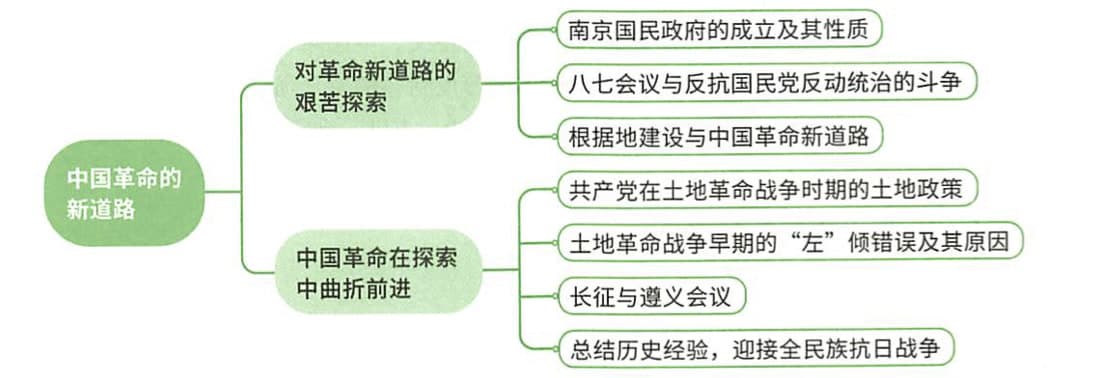 中国革命的
新道路
对革命新道路的
艰苦探索
南京国民政府的成立及其性质
八七会议与反抗国民党反动统治的斗争
根据地建设与中国革命新道路
中国革命在探索
中曲折前进
共产党在土地革命战争时期的土地政策
土地革命战争早期的“左”倾错误及其原因
长征与遵义会议
总结历史经验，迎接全民族抗日战争